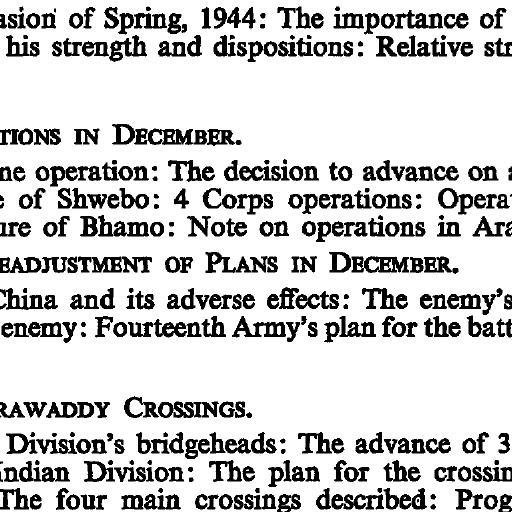 asion of Spring, 1944: The importance of
his strength and dispositions: Relative str
TIONS IN DECEMBER.
ne operation: The decision to advance on a
e of Shwebo: 4 Corps operations: Opera
ure of Bhamo: Note on operations in Ara
EADJUSTMENT OF PLANS IN DECEMBER.
China and its adverse effects: The enemy's
enemy: Fourteenth Army's plan for the batt
RAWADDY CROSSINGS.
Division's bridgeheads: The advance of 3
Indian Division: The plan for the crossin
The four main crossings described: Prog